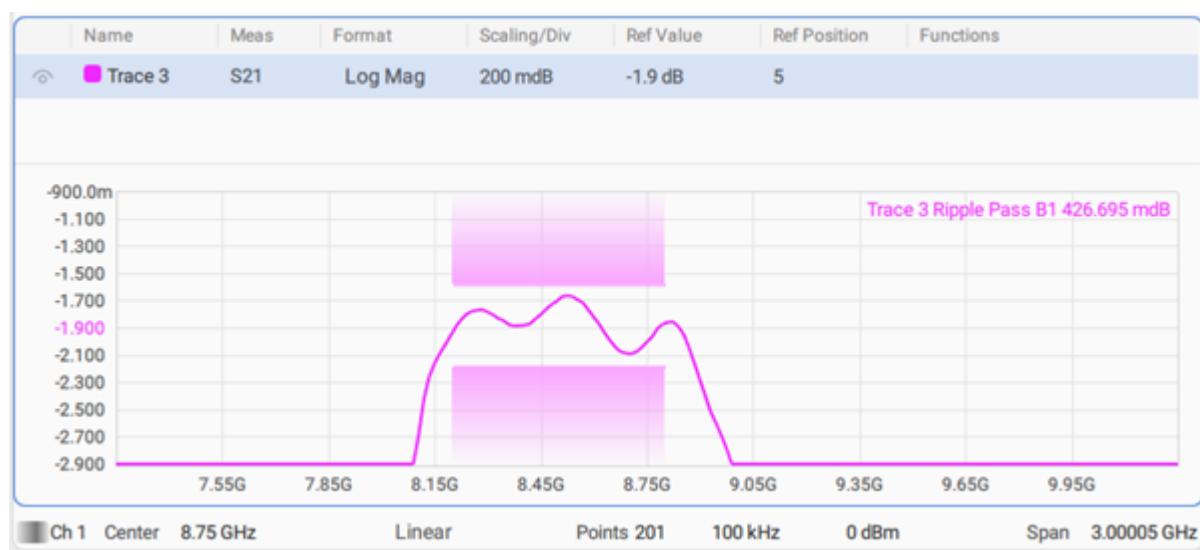 Name Meas Format Scaling/Div Ref Value Ref Position Functions
Trace 3 S21 Log Mag 200 mdB -1.9 dB 5
-900.0m
Trace 3 Ripple Pass B1 426.695 mdB
-1.100
-1.300
-1.500
-1.700
-1.900
-2.100
-2.300
-2.500
-2.700
-2.900
7.55G 7.85G 8.15G 8.45G 8.75G 9.05G 9.35G 9.65G 9.95G
Ch 1 Center 8.75 GHz Linear Points 201 100 kHz 0 dBm Span 3.00005 GHz